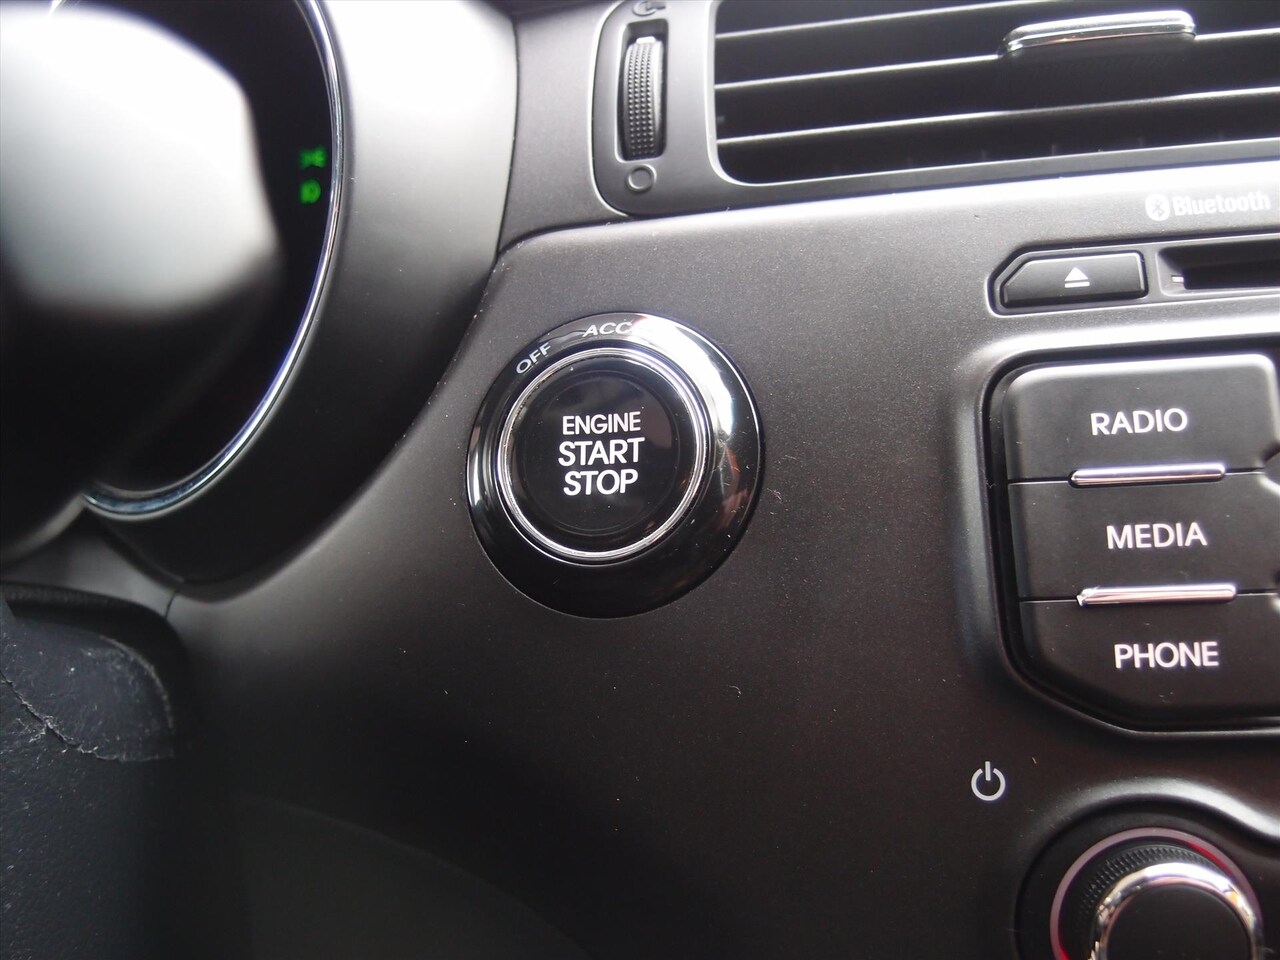 Bluetooth
OFF ACC
ENGINE
START
STOP
RADIO
MEDIA
PHONE